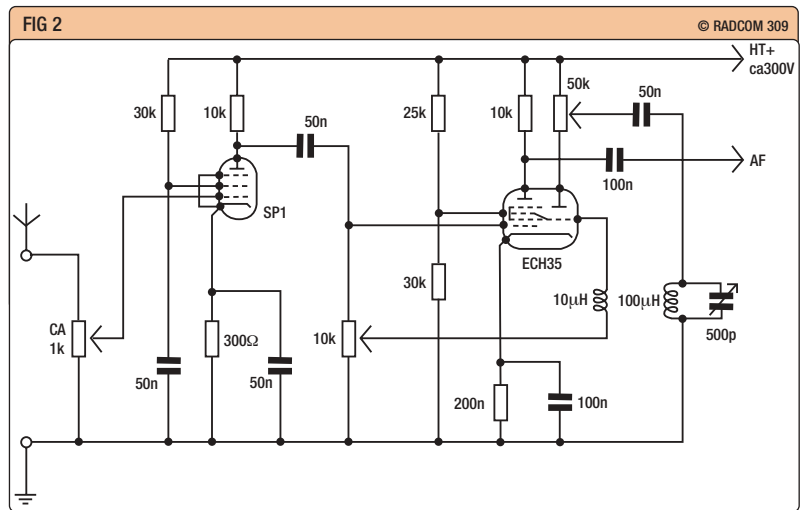 FIG 2
© RADCOM 309
HT+
ca300V
30k
10k
50n
25k
10k
50k
50n
AF
100n
SP1
ECH35
CA
1k
50n
300Ω
50n
10k
30k
10µH
100µH
500p
200n
100n